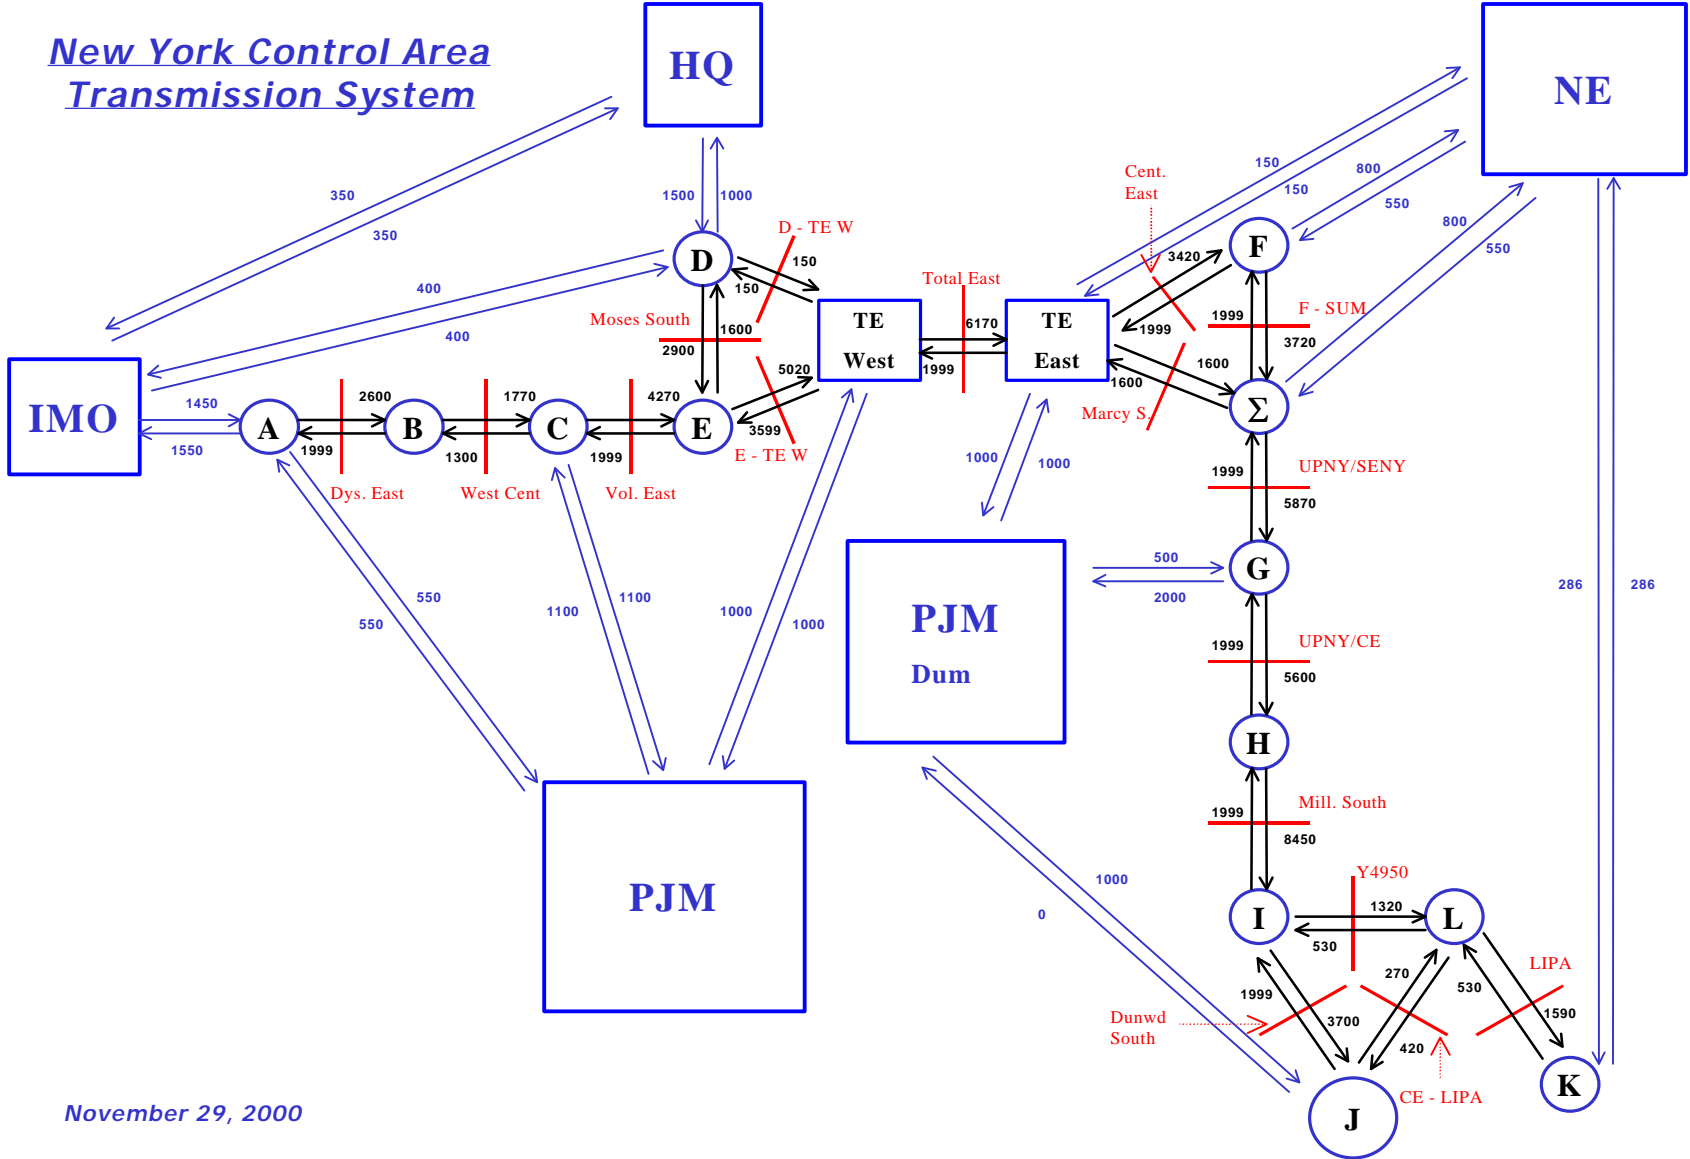 New York Control Area
Transmission System
HQ
NE
350
350
1500
1000
150
150
Cent.
East
800
550
D - TE W
D
150
150
F
800
550
400
400
Moses South
1600
2900
Total East
TE
West
6170
1999
TE
East
3420
1999
1999
F - SUM
3720
5020
3599
E - TE W
1600
1600
Marcy S.
Σ
IMO
1450
1550
A
2600
1999
Dys. East
B
1770
1300
West Cent
C
4270
1999
Vol. East
E
1000
1000
1999
UPNY/SENY
5870
G
500
2000
550
550
1100
1100
1000
1000
PJM
Dum
286
286
1999
UPNY/CE
5600
H
1999
Mill. South
8450
PJM
1000
0
I
Y4950
1320
530
L
1999
3700
270
420
530
LIPA
1590
Dunwd
South
CE - LIPA
K
J
November 29, 2000